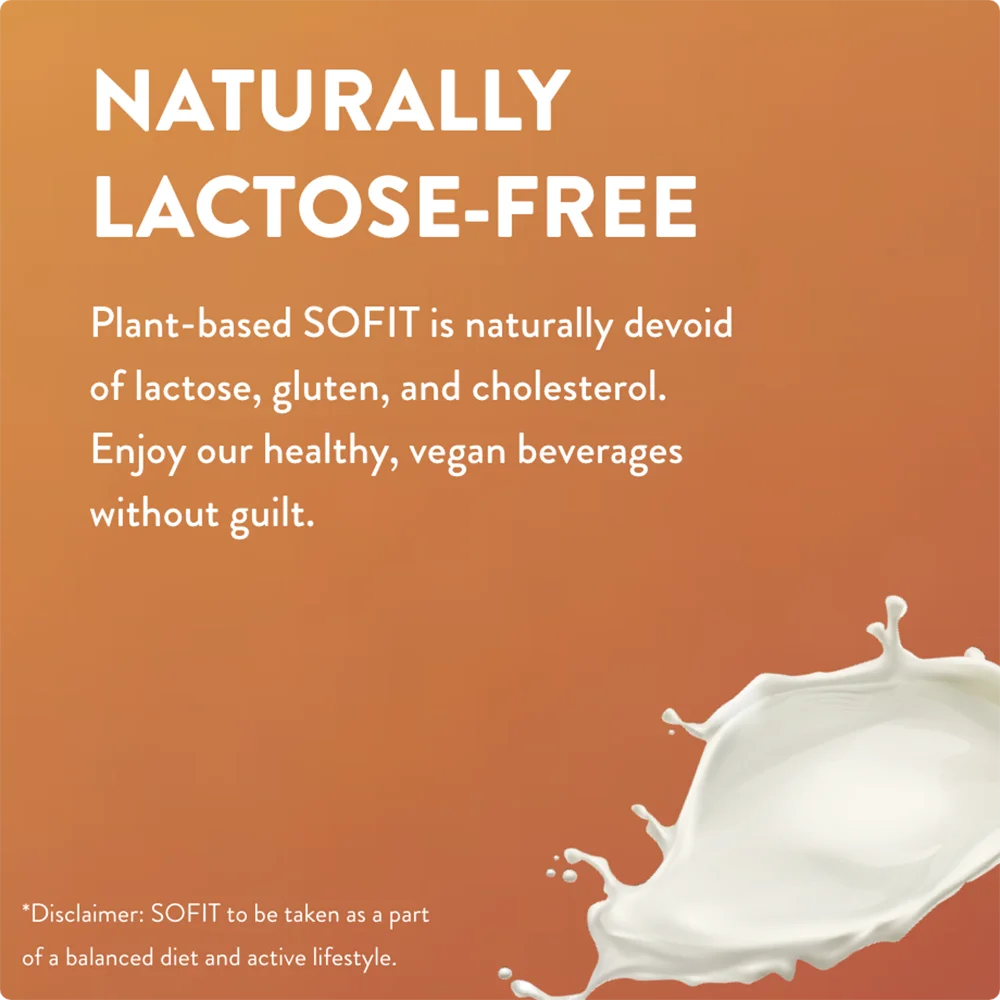 NATURALLY
LACTOSE-FREE
Plant-based SOFIT is naturally devoid
of lactose, gluten, and cholesterol.
Enjoy our healthy, vegan beverages
without guilt.
*Disclaimer: SOFIT to be taken as a part
of a balanced diet and active lifestyle.